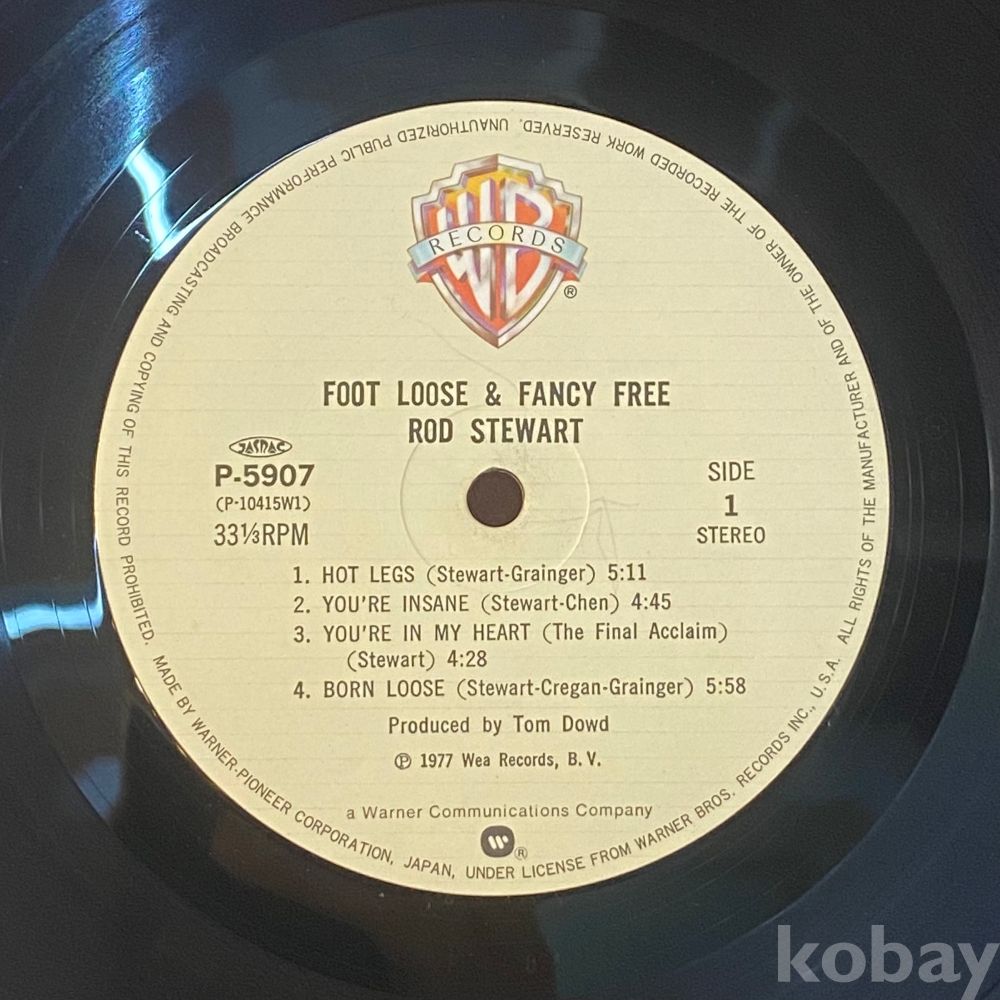 WB
RECORDS
®
FOOT LOOSE & FANCY FREE
ROD STEWART
JASRAC
P-5907
(P-10415W1)
33⅓RPM
SIDE
1
STEREO
1. HOT LEGS (Stewart-Grainger) 5:11
2. YOU'RE INSANE (Stewart-Chen) 4:45
3. YOU'RE IN MY HEART (The Final Acclaim)
(Stewart) 4:28
4. BORN LOOSE (Stewart-Cregan-Grainger) 5:58
Produced by Tom Dowd
℗ 1977 Wea Records, B. V.
a Warner Communications Company
®
MADE BY WARNER-PIONEER CORPORATION, JAPAN, UNDER LICENSE FROM WARNER BROS. RECORDS INC., U.S.A. ALL RIGHTS OF THE MANUFACTURER AND OF THE OWNER OF THE RECORDED WORK RESERVED. UNAUTHORIZED PUBLIC PERFORMANCE BROADCASTING AND COPYING OF THIS RECORD PROHIBITED.
kobay